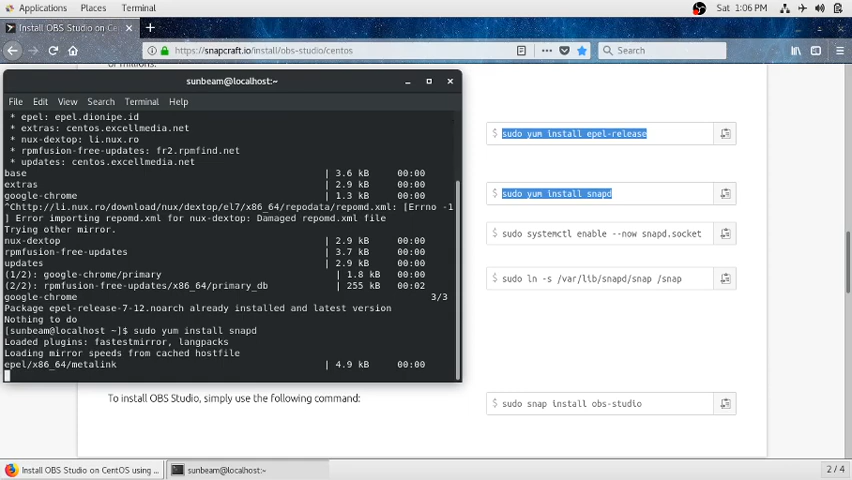 Applications Places Terminal Sat 1:06 PM
Install OBS Studio on Ce
https://snapcraft.io/install/obs-studio/centos Search
of millions.
sunbeam@localhost:~
File Edit View Search Terminal Help
* epel: epel.dionipe.id
* extras: centos.excellmedia.net
* nux-dextop: li.nux.ro
* rpmfusion-free-updates: fr2.rpmfind.net
* updates: centos.excellmedia.net
base | 3.6 kB 00:00
extras | 2.9 kB 00:00
google-chrome | 1.3 kB 00:00
^Chttp://li.nux.ro/download/nux/dextop/el7/x86_64/repodata/repomd.xml: [Errno -1
] Error importing repomd.xml for nux-dextop: Damaged repomd.xml file
Trying other mirror.
nux-dextop | 2.9 kB 00:00
rpmfusion-free-updates | 3.7 kB 00:00
updates | 2.9 kB 00:00
(1/2): google-chrome/primary | 1.8 kB 00:00
(2/2): rpmfusion-free-updates/x86_64/primary_db | 255 kB 00:02
google-chrome 3/3
Package epel-release-7-12.noarch already installed and latest version
Nothing to do
[sunbeam@localhost ~]$ sudo yum install snapd
Loaded plugins: fastestmirror, langpacks
Loading mirror speeds from cached hostfile
epel/x86_64/metalink | 4.9 kB 00:00
$ sudo yum install epel-release
$ sudo yum install snapd
$ sudo systemctl enable --now snapd.socket
$ sudo ln -s /var/lib/snapd/snap /snap
To install OBS Studio, simply use the following command:
$ sudo snap install obs-studio
Install OBS Studio on CentOS using ... sunbeam@localhost:~ 2 / 4